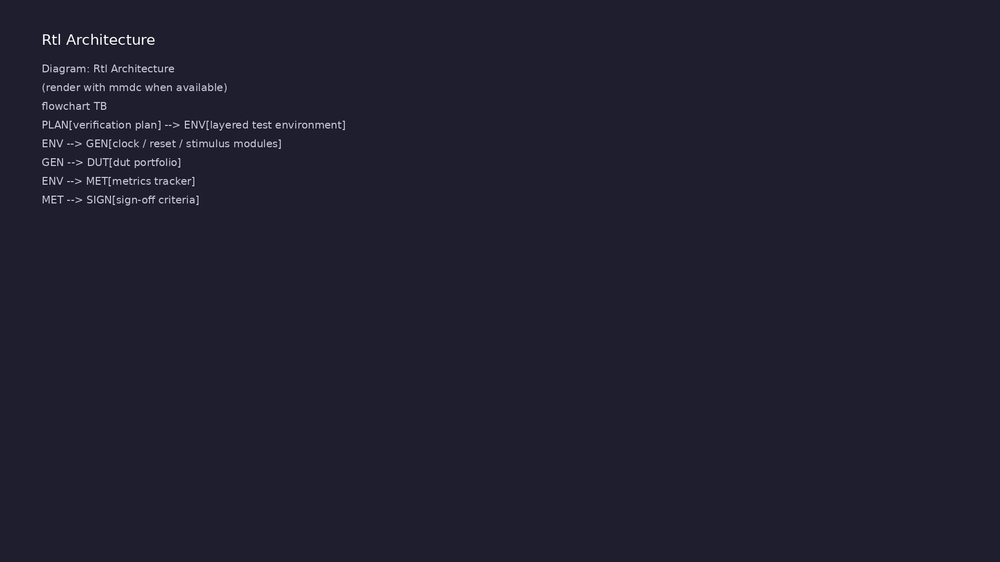 Rtl Architecture
Diagram: Rtl Architecture
(render with mmdc when available)
flowchart TB
PLAN[verification plan] --> ENV[layered test environment]
ENV --> GEN[clock / reset / stimulus modules]
GEN --> DUT[dut portfolio]
ENV --> MET[metrics tracker]
MET --> SIGN[sign-off criteria]